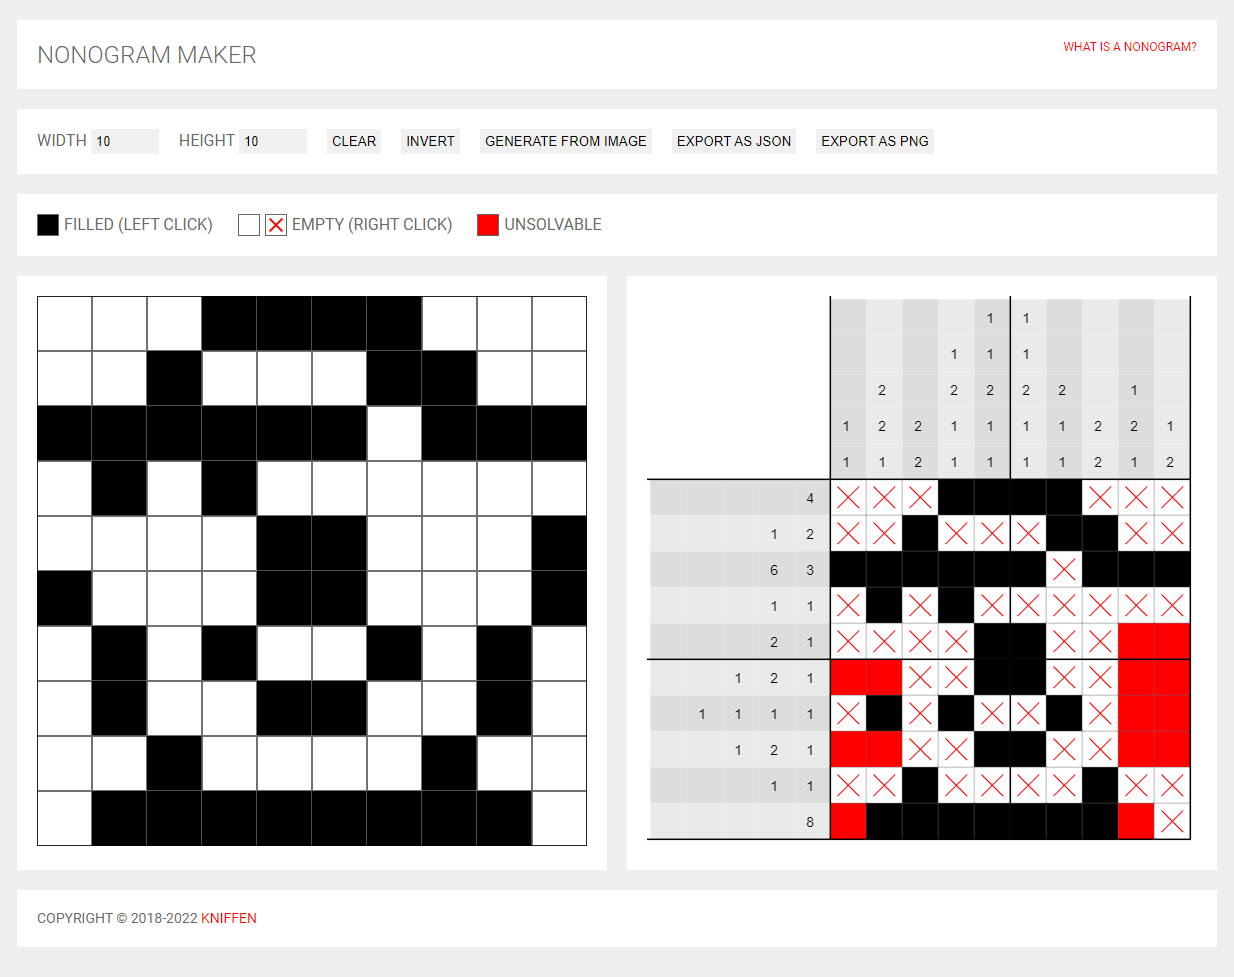 NONOGRAM MAKER
WHAT IS A NONOGRAM?
WIDTH 10 HEIGHT 10 CLEAR INVERT GENERATE FROM IMAGE EXPORT AS JSON EXPORT AS PNG
FILLED (LEFT CLICK) EMPTY (RIGHT CLICK) UNSOLVABLE
1 1
1 1 1
2 2 2 2 2 1
1 2 2 1 1 1 1 2 2 1
1 1 2 1 1 1 1 2 1 2
4
1 2
6 3
1 1
2 1
1 2 1
1 1 1 1
1 2 1
1 1
8
COPYRIGHT © 2018-2022 KNIFFEN